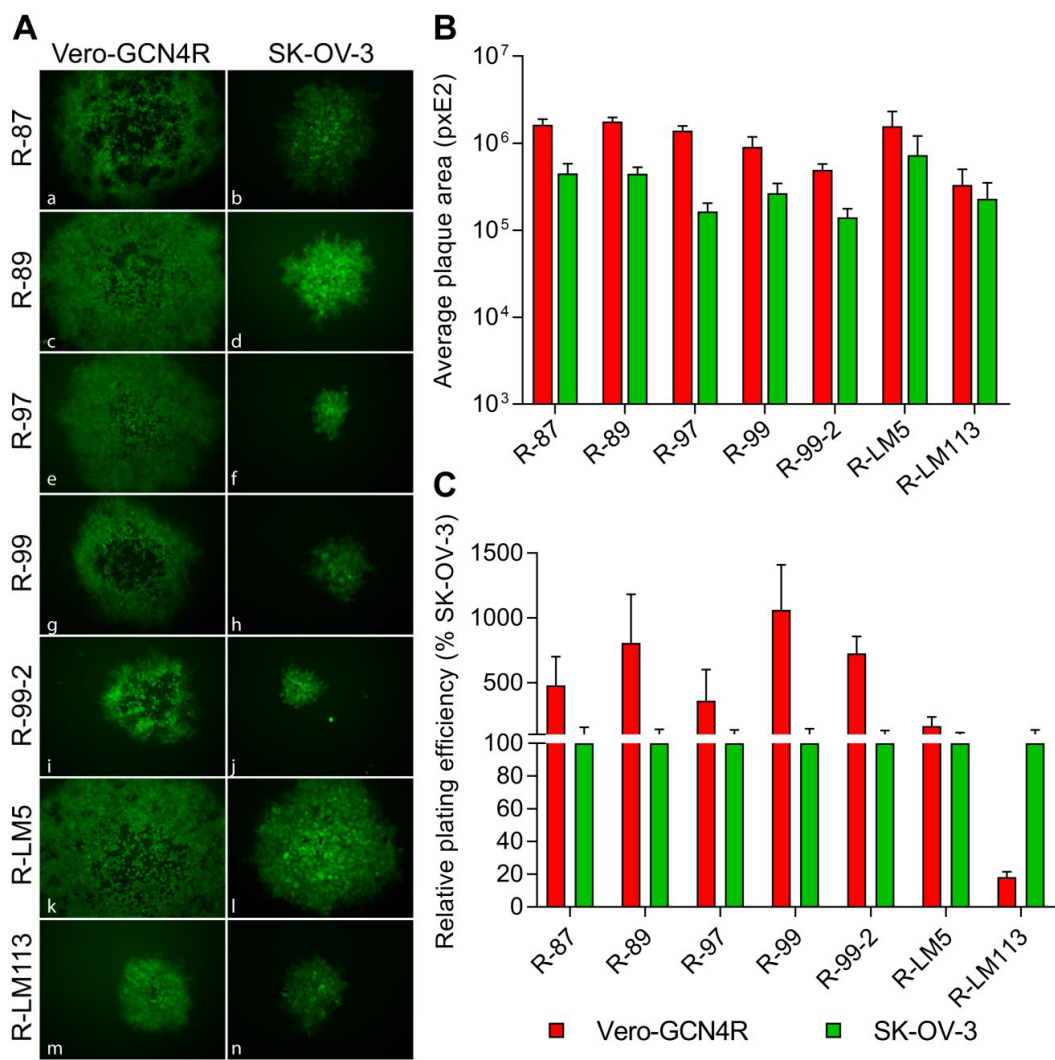 A
Vero-GCN4R SK-OV-3
R-87
a
b
R-89
c
d
R-97
e
f
R-99
g
h
R-99-2
i
j
R-LM5
k
l
R-LM113
m
n
B
Average plaque area (pxE2)
10⁷
10⁶
10⁵
10⁴
10³
R-87
R-89
R-97
R-99
R-99-2
R-LM5
R-LM113
C
Relative plating efficiency (% SK-OV-3)
1500
1000
500
100
80
60
40
20
0
R-87
R-89
R-97
R-99
R-99-2
R-LM5
R-LM113
Vero-GCN4R SK-OV-3